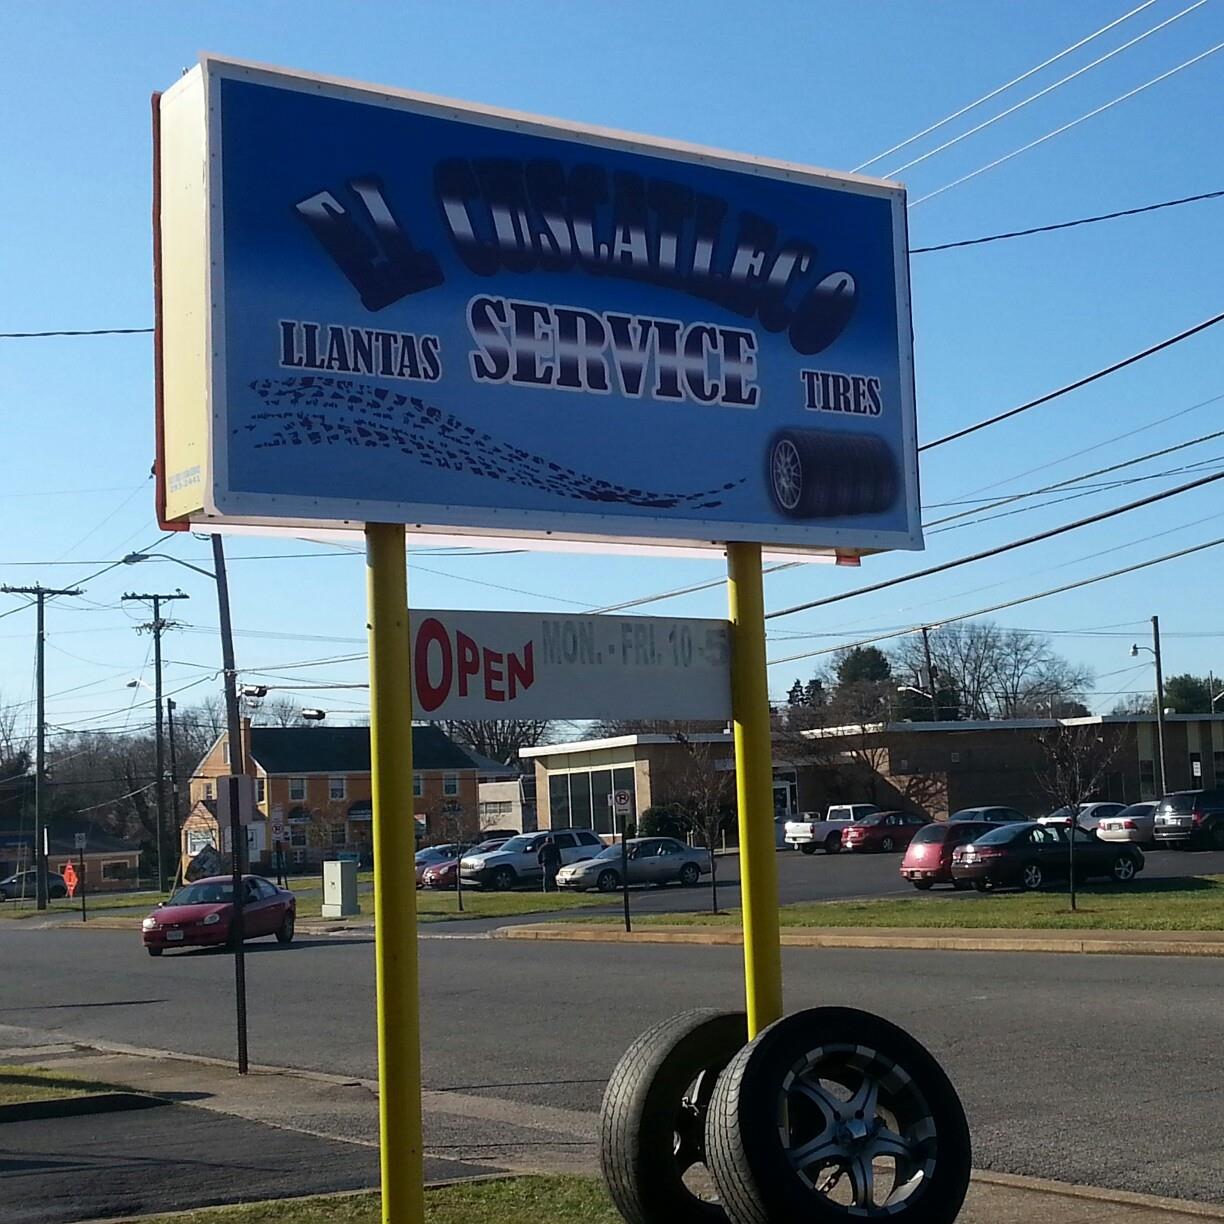 EL CUSCATLECO
LLANTAS SERVICE TIRES
OPEN MON. - FRI. 10 - 5